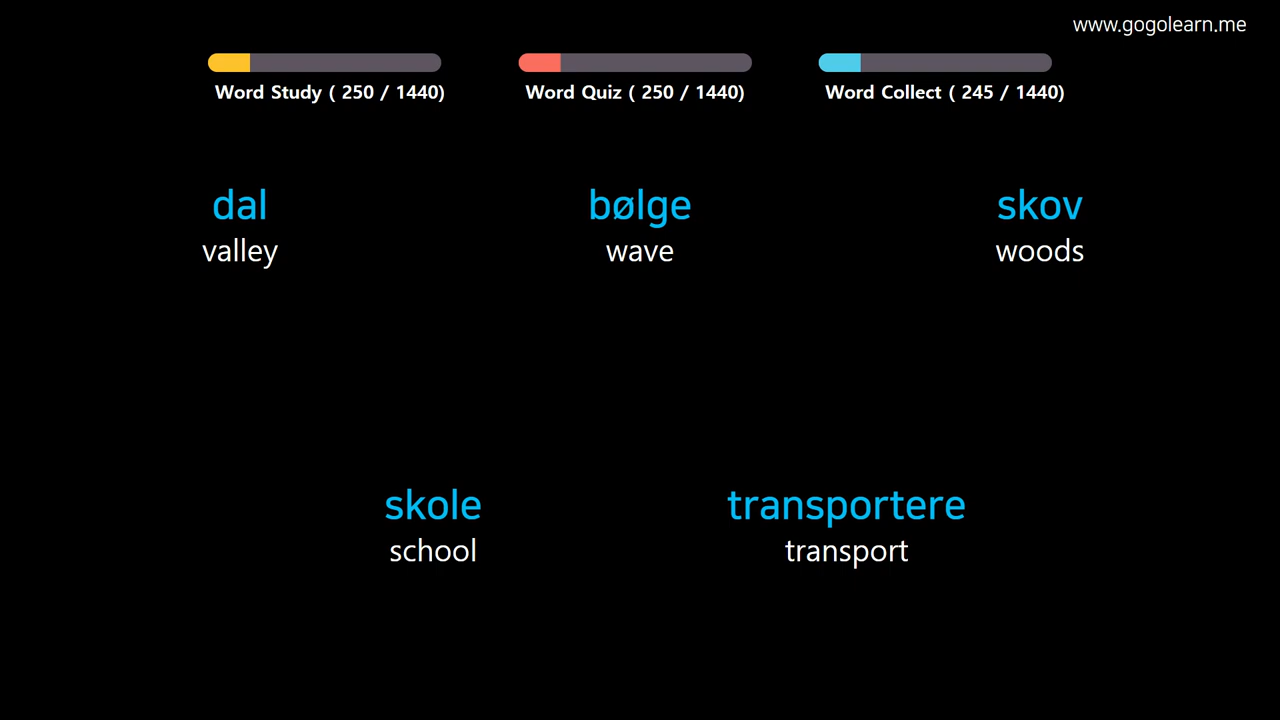 www.gogolearn.me
Word Study ( 250 / 1440)
Word Quiz ( 250 / 1440)
Word Collect ( 245 / 1440)
dal
valley
bølge
wave
skov
woods
skole
school
transportere
transport